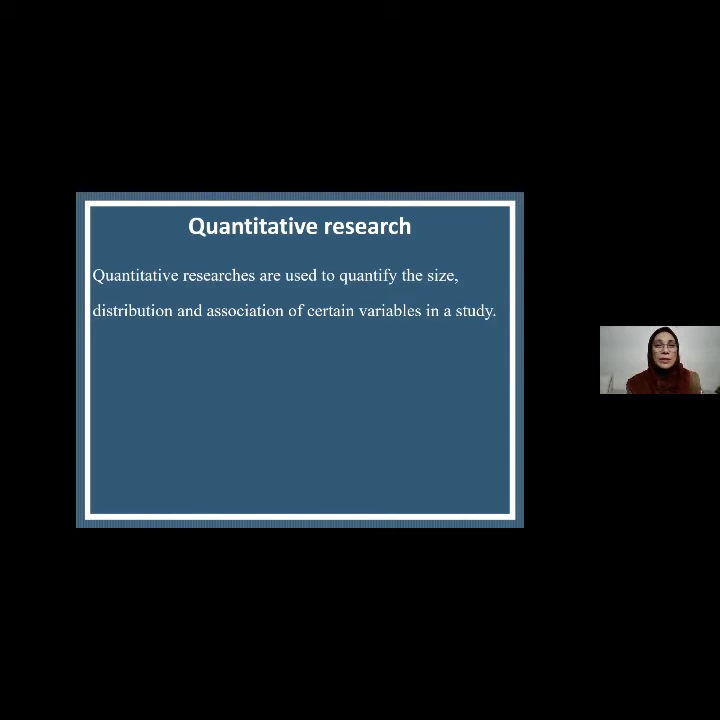 Quantitative research
Quantitative researches are used to quantify the size,
distribution and association of certain variables in a study.